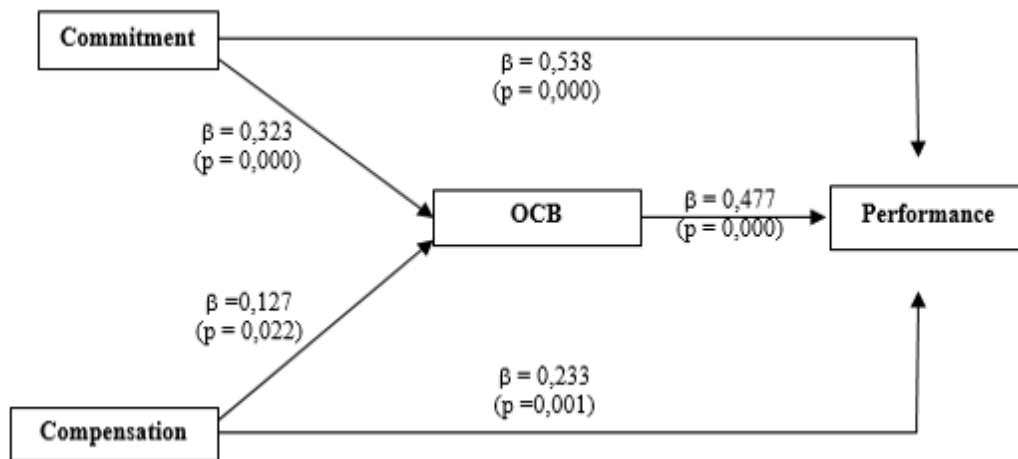 Commitment
β = 0,538
(p = 0,000)
β = 0,323
(p = 0,000)
OCB
β = 0,477
(p = 0,000)
Performance
β =0,127
(p = 0,022)
β = 0,233
(p =0,001)
Compensation